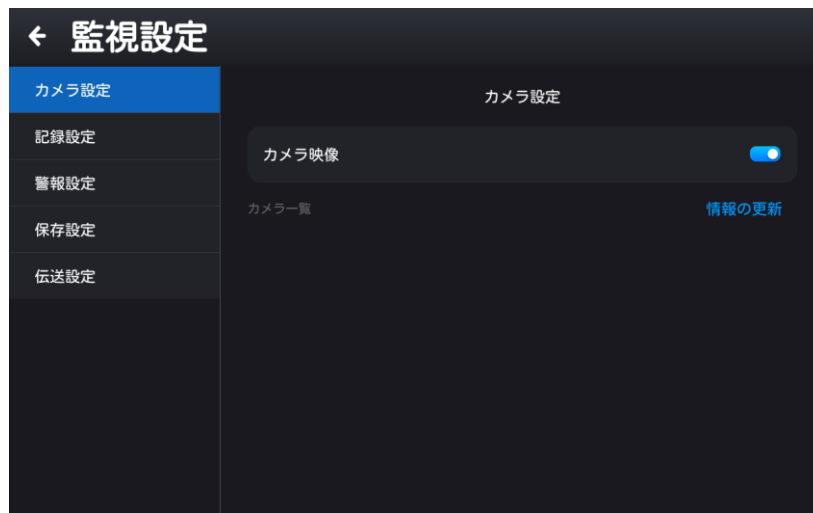 監視設定
カメラ設定
記録設定
警報設定
保存設定
伝送設定
カメラ設定
カメラ映像
カメラ一覧
情報の更新